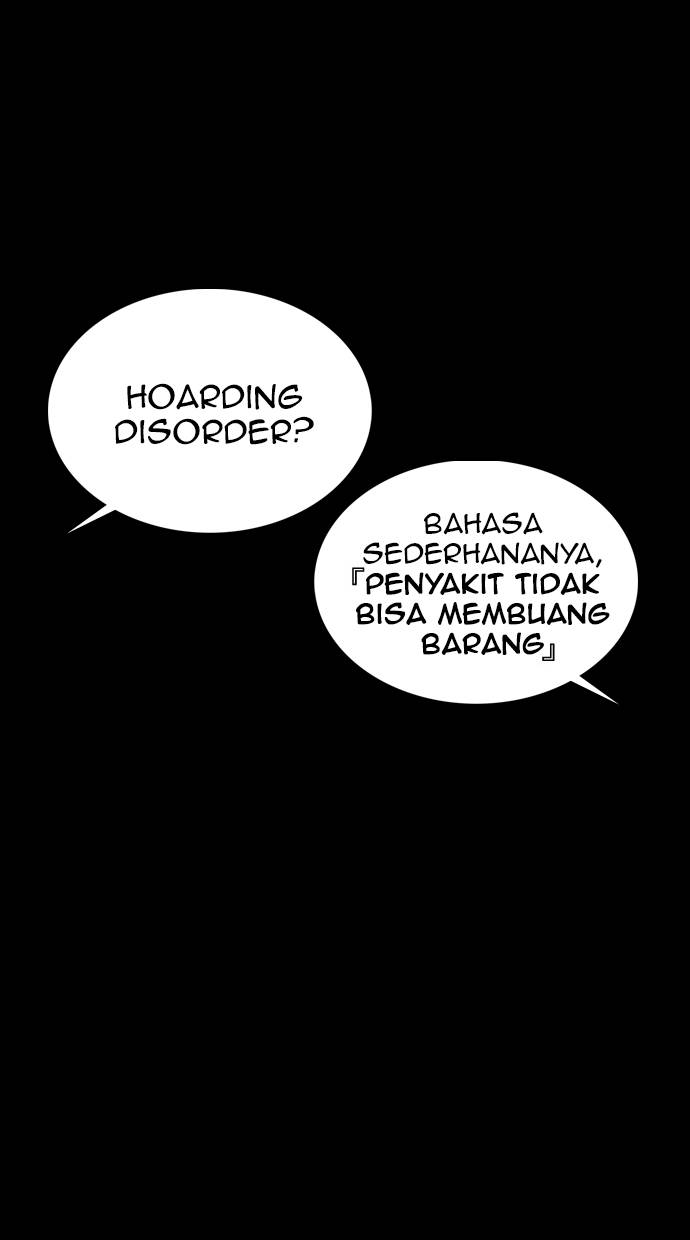 HOARDING
DISORDER?
BAHASA
SEDERHANANYA,
『PENYAKIT TIDAK
BISA MEMBUANG
BARANG』